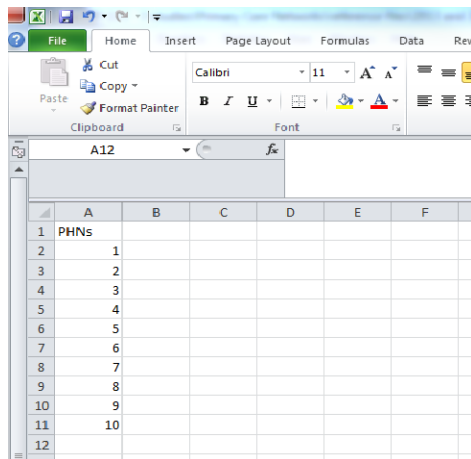 File Home Insert Page Layout Formulas Data Rev
Paste
Cut
Copy
Format Painter
Clipboard
Calibri 11 A A
B I U A
Font
A12 fx
A B C D E F
1 PHNs
2 1
3 2
4 3
5 4
6 5
7 6
8 7
9 8
10 9
11 10
12